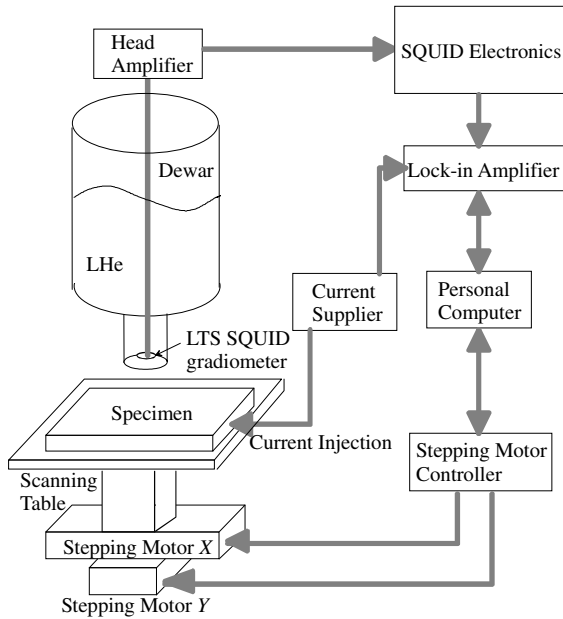 Head
Amplifier
SQUID Electronics
Dewar
Lock-in Amplifier
LHe
Current
Supplier
Personal
Computer
LTS SQUID
gradiometer
Specimen
Current Injection
Stepping Motor
Controller
Scanning
Table
Stepping Motor X
Stepping Motor Y